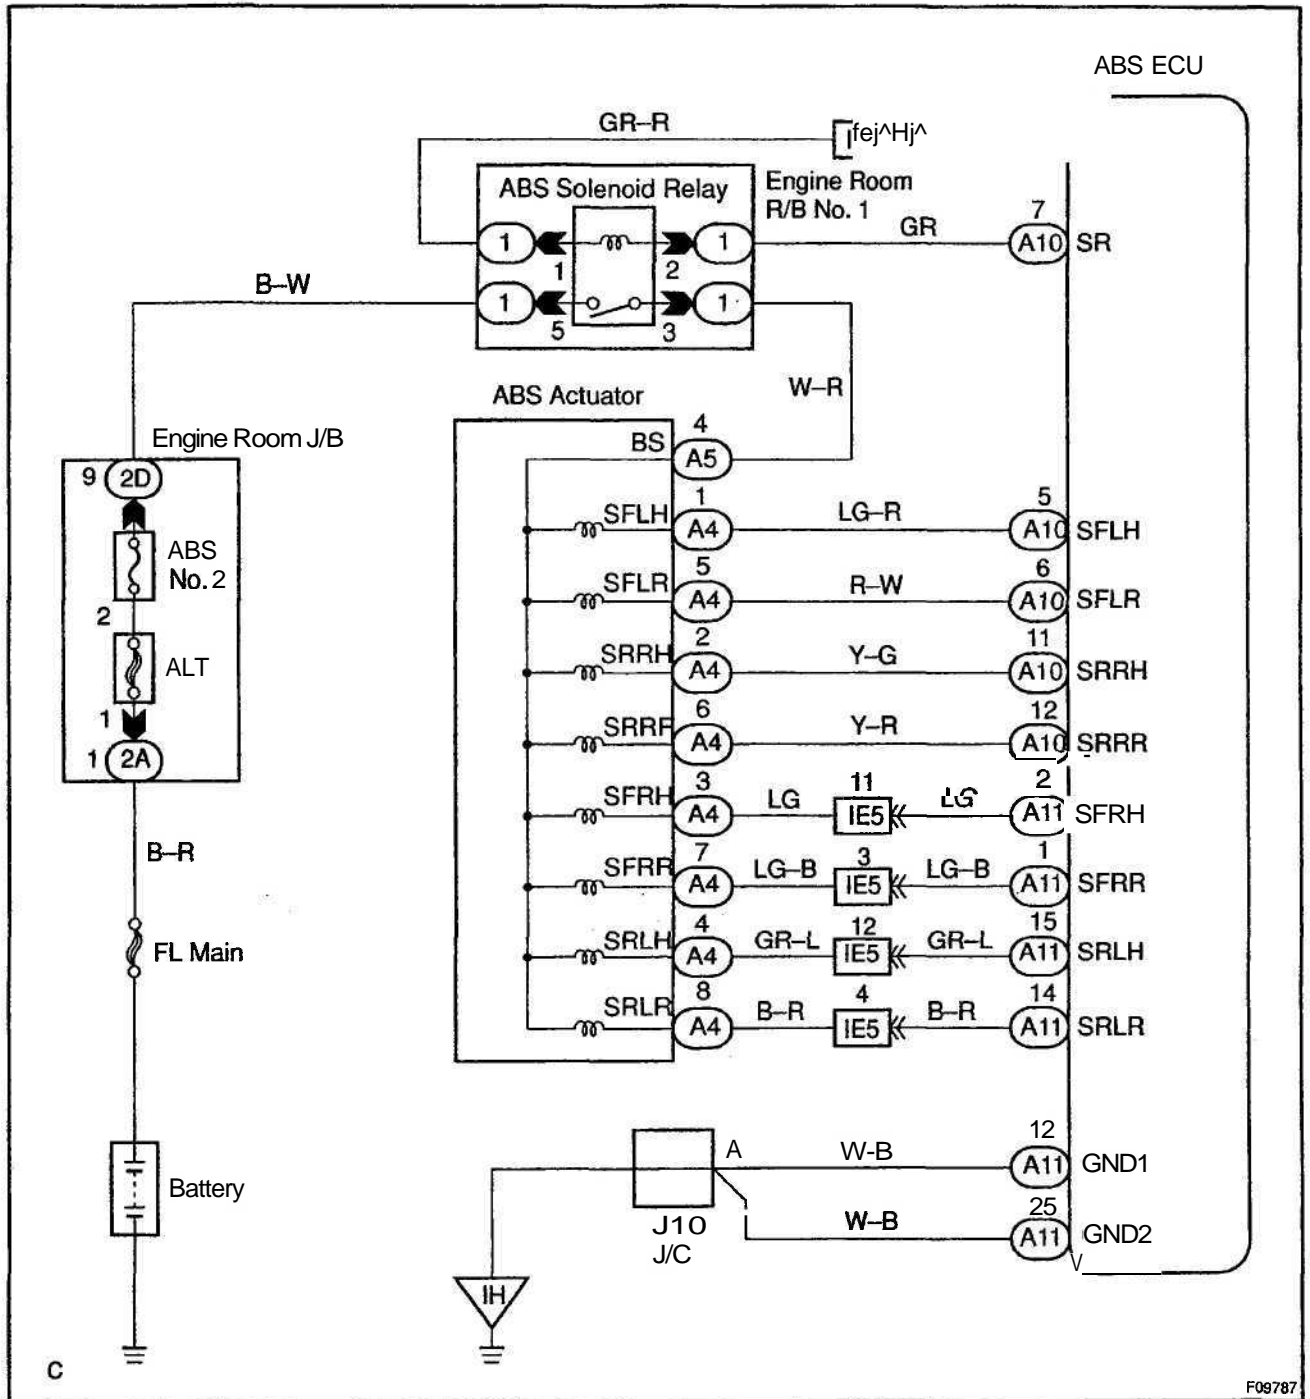 ABS ECU
GR–R
ABS Solenoid Relay
Engine Room
R/B No. 1
1
1
2
1
GR
7
A10
SR
B–W
1
5
3
1
W–R
ABS Actuator
Engine Room J/B
9
2D
ABS
No. 2
2
ALT
1
1
2A
B–R
FL Main
Battery
BS
4
A5
SFLH
1
A4
LG–R
5
A10
SFLH
SFLR
5
A4
R–W
6
A10
SFLR
SRRH
2
A4
Y–G
11
A10
SRRH
SRRR
6
A4
Y–R
12
A10
SRRR
SFRH
3
A4
LG
11
IE5
LG
2
A11
SFRH
SFRR
7
A4
LG–B
3
IE5
LG–B
1
A11
SFRR
SRLH
4
A4
GR–L
12
IE5
GR–L
15
A11
SRLH
SRLR
8
A4
B–R
4
IE5
B–R
14
A11
SRLR
A
W-B
12
A11
GND1
J10
J/C
W–B
25
A11
GND2
IH
C
F09787